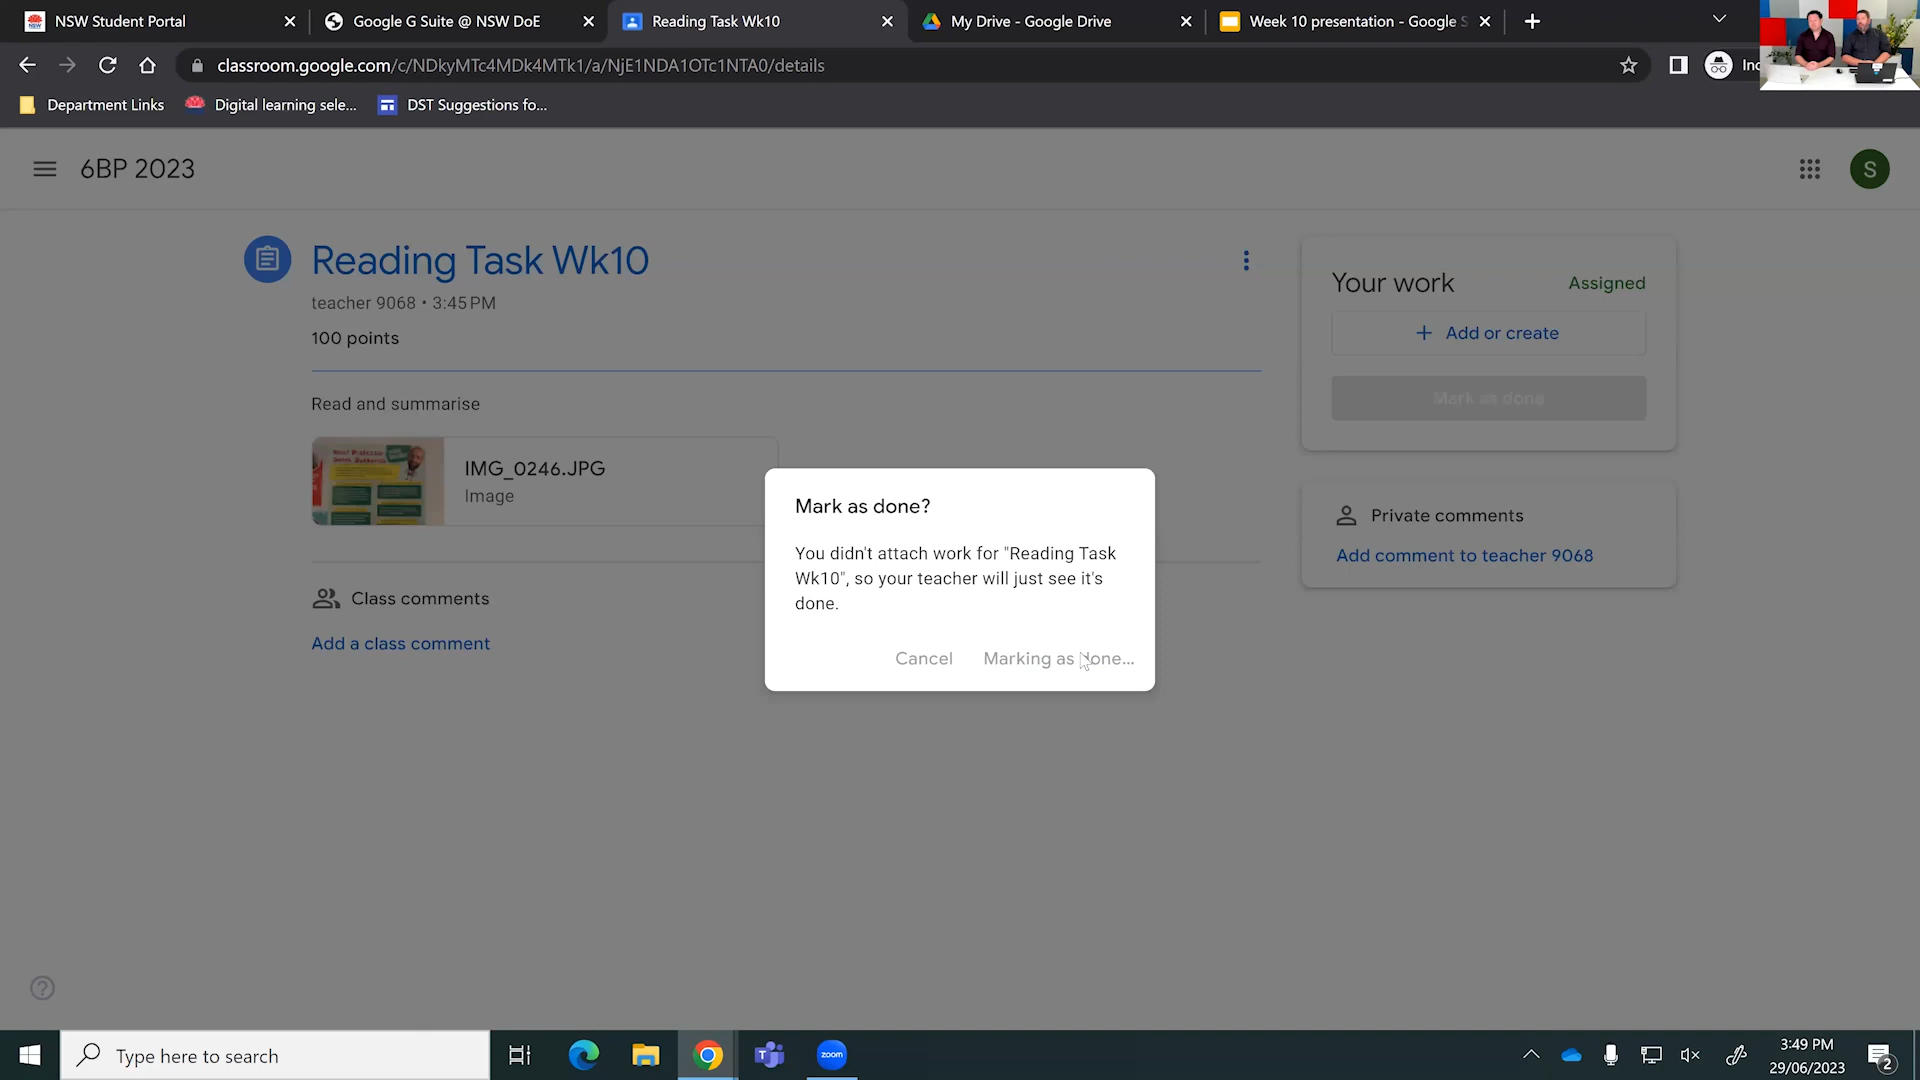 NSW Student Portal
Google G Suite @ NSW DoE
Reading Task Wk10
My Drive - Google Drive
Week 10 presentation - Google S
classroom.google.com/c/NDkyMTc4MDk4MTk1/a/NjE1NDA1OTc1NTA0/details
Inc
Department Links
Digital learning sele...
DST Suggestions fo...
6BP 2023
S
Reading Task Wk10
teacher 9068 • 3:45 PM
100 points
Your work
Assigned
+ Add or create
Mark as done
Read and summarise
IMG_0246.JPG
Image
Private comments
Add comment to teacher 9068
Mark as done?
You didn't attach work for "Reading Task
Wk10", so your teacher will just see it's
done.
Cancel
Marking as done...
Class comments
Add a class comment
Type here to search
zoom
3:49 PM
29/06/2023
2